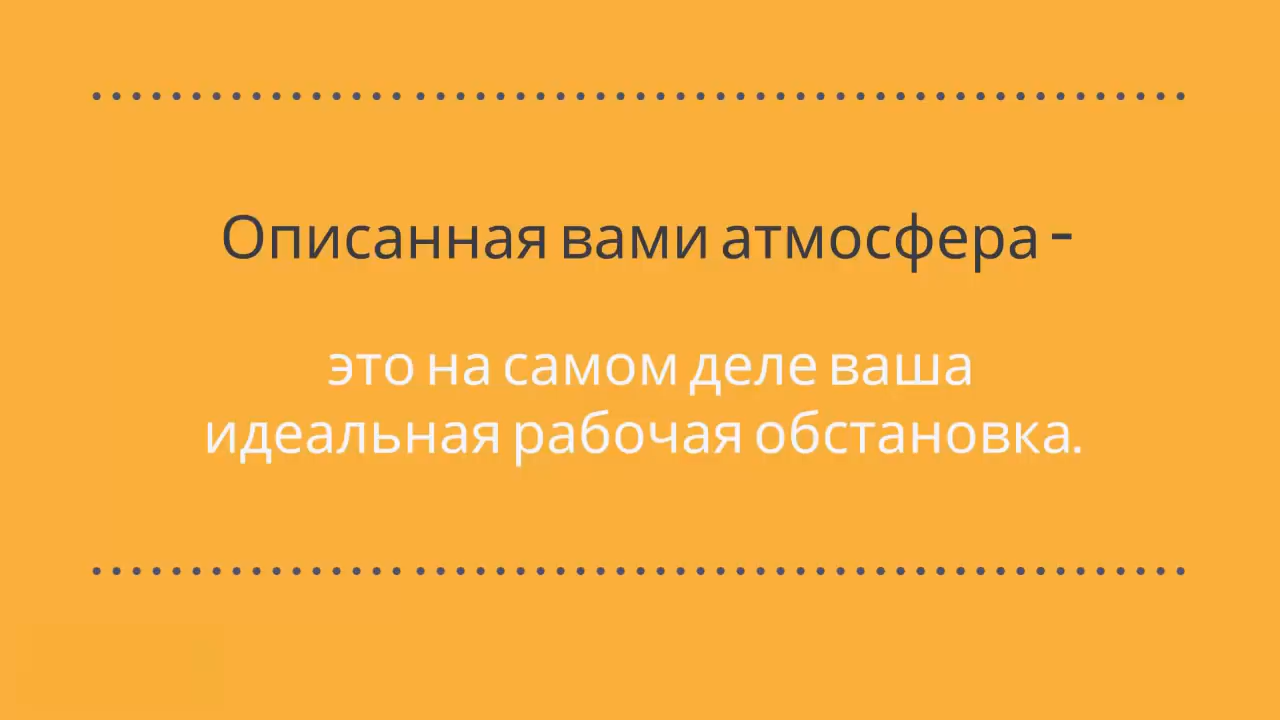 Описанная вами атмосфера -
это на самом деле ваша
идеальная рабочая обстановка.